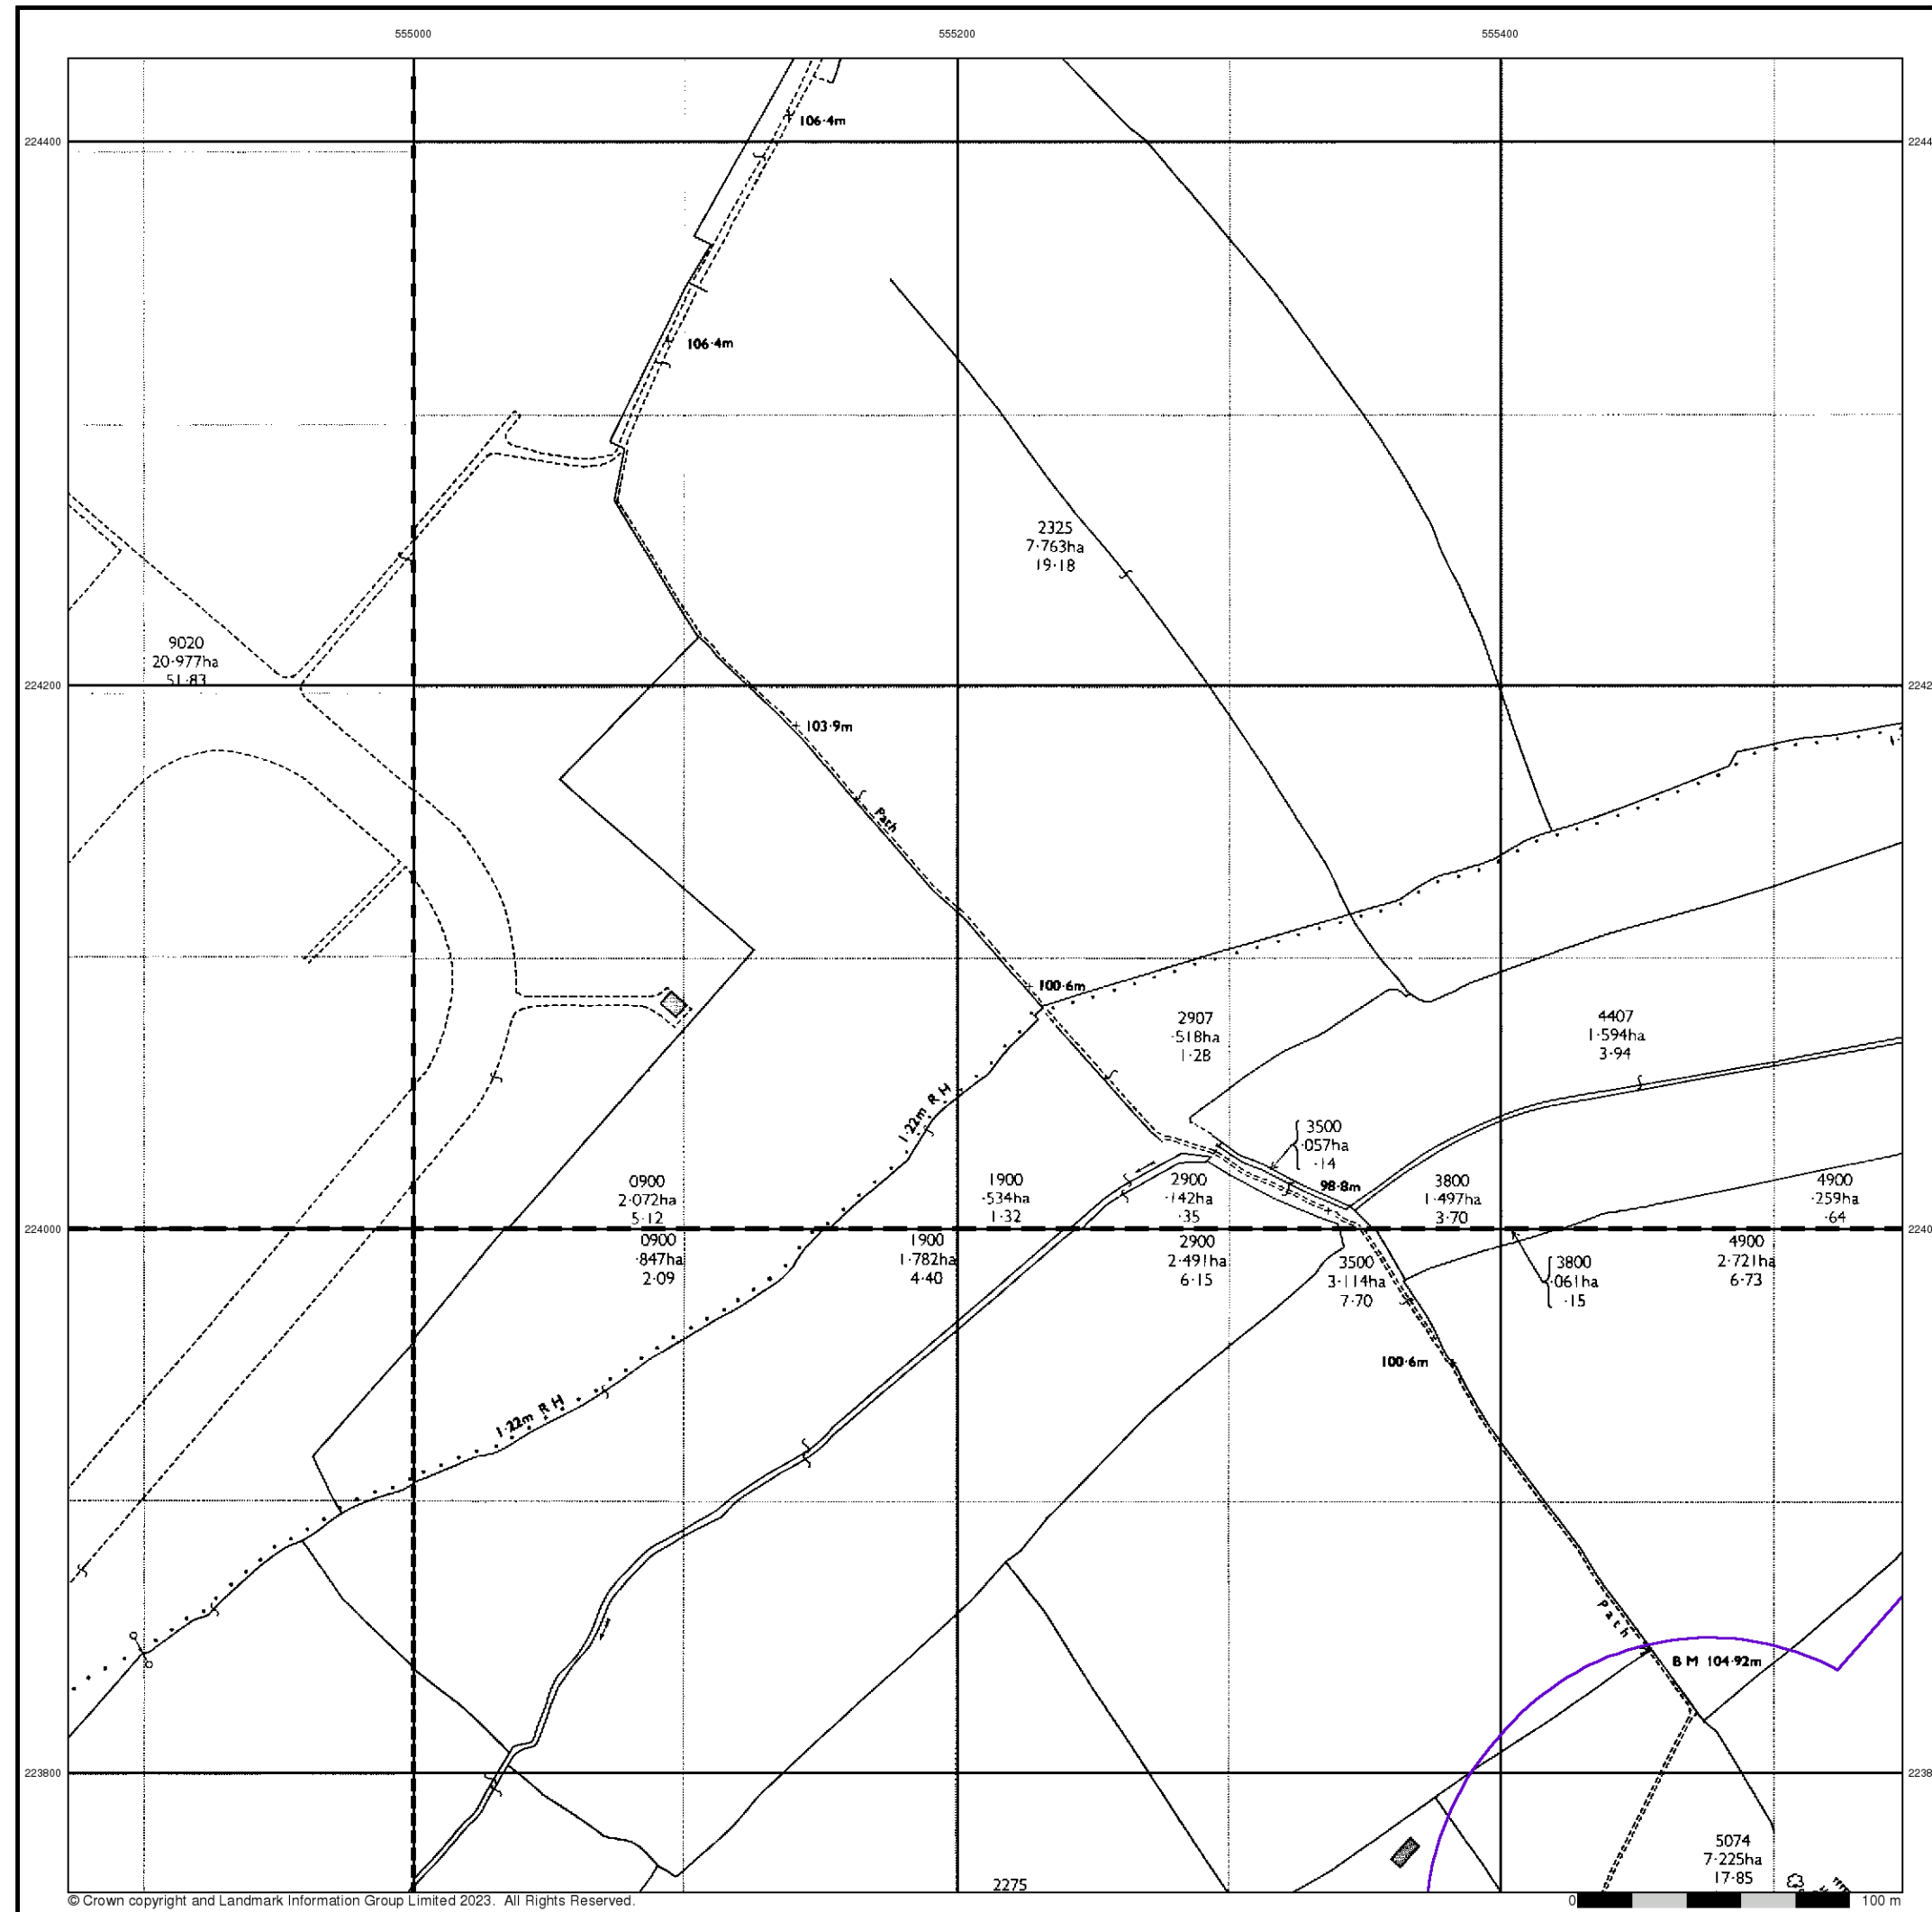 555000
555200
555400
224400
106·4m
106·4m
2325
7·763ha
19·18
9020
20·977ha
51·83
224200
103·9m
Path
100·6m
2907
·518ha
1·28
4407
1·594ha
3·94
1·22m R H
3500
·057ha
·14
98·8m
0900
2·072ha
5·12
1900
·534ha
1·32
2900
·142ha
·35
3800
1·497ha
3·70
4900
·259ha
·64
224000
0900
·847ha
2·09
1900
1·782ha
4·40
2900
2·491ha
6·15
3500
3·114ha
7·70
3800
·061ha
·15
4900
2·721ha
6·73
100·6m
1·22m R H
Path
B M 104·92m
223800
5074
7·225ha
17·85
2275
© Crown copyright and Landmark Information Group Limited 2023. All Rights Reserved.
0 100 m